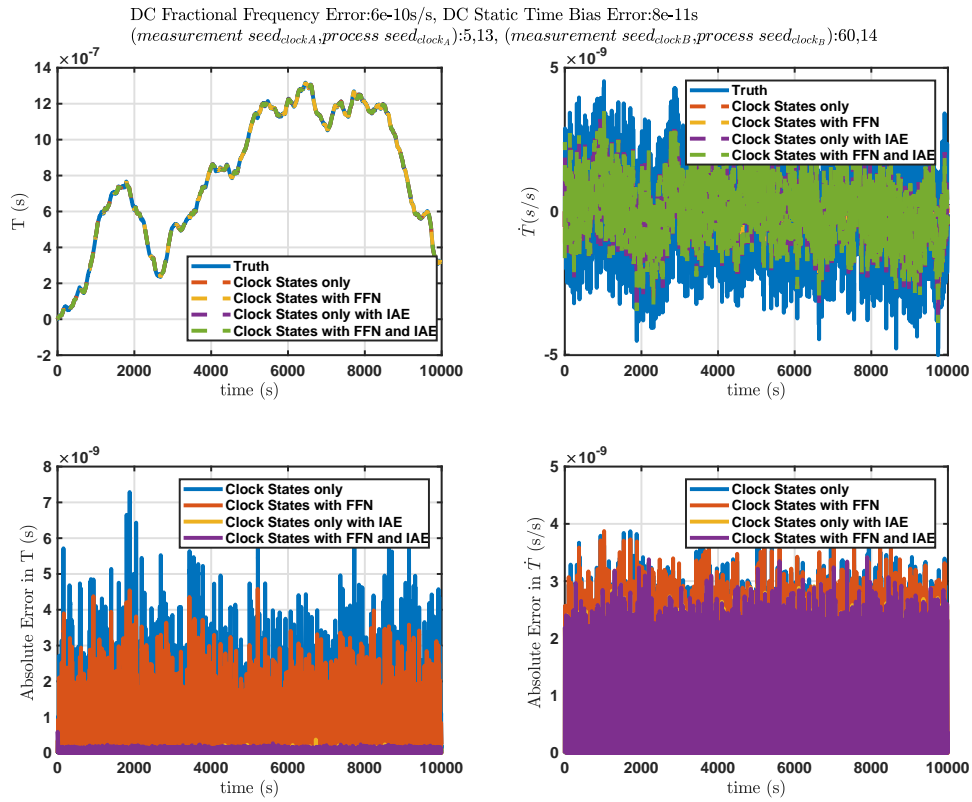 DC Fractional Frequency Error:6e-10s/s, DC Static Time Bias Error:8e-11s
(measurement seed_clockA,process seed_clock_A):5,13, (measurement seed_clockB,process seed_clock_B):60,14
×10^-7
14
12
10
8
6
4
2
0
-2
T (s)
Truth
Clock States only
Clock States with FFN
Clock States only with IAE
Clock States with FFN and IAE
0 2000 4000 6000 8000 10000
time (s)
×10^-9
5
0
-5
Ṫ(s/s)
Truth
Clock States only
Clock States with FFN
Clock States only with IAE
Clock States with FFN and IAE
0 2000 4000 6000 8000 10000
time (s)
×10^-9
8
7
6
5
4
3
2
1
0
Absolute Error in T (s)
Clock States only
Clock States with FFN
Clock States only with IAE
Clock States with FFN and IAE
0 2000 4000 6000 8000 10000
time (s)
×10^-9
5
4
3
2
1
0
Absolute Error in Ṫ (s/s)
Clock States only
Clock States with FFN
Clock States only with IAE
Clock States with FFN and IAE
0 2000 4000 6000 8000 10000
time (s)